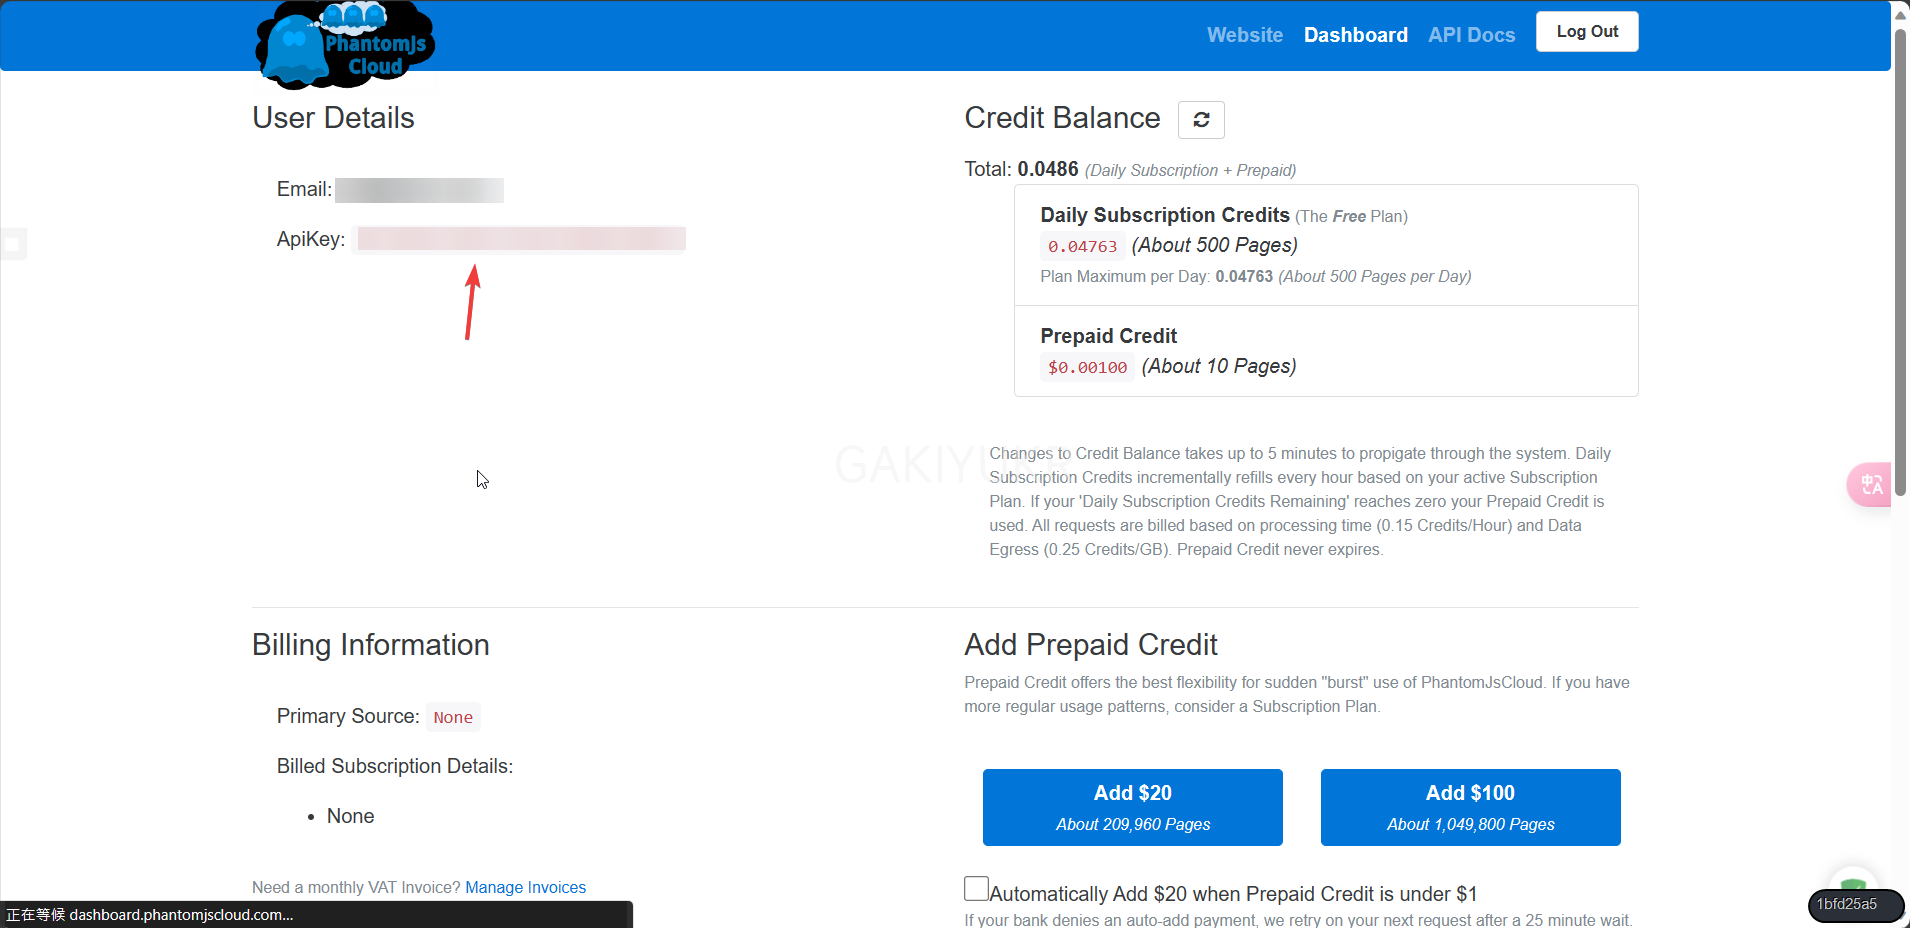 PhantomJs
Cloud
Website
Dashboard
API Docs
Log Out
User Details
Email:
ApiKey:
Credit Balance
Total: 0.0486 (Daily Subscription + Prepaid)
Daily Subscription Credits (The Free Plan)
0.04763 (About 500 Pages)
Plan Maximum per Day: 0.04763 (About 500 Pages per Day)
Prepaid Credit
$0.00100 (About 10 Pages)
Changes to Credit Balance takes up to 5 minutes to propigate through the system. Daily
Subscription Credits incrementally refills every hour based on your active Subscription
Plan. If your 'Daily Subscription Credits Remaining' reaches zero your Prepaid Credit is
used. All requests are billed based on processing time (0.15 Credits/Hour) and Data
Egress (0.25 Credits/GB). Prepaid Credit never expires.
中A
Billing Information
Primary Source: None
Billed Subscription Details:
• None
Need a monthly VAT Invoice? Manage Invoices
Add Prepaid Credit
Prepaid Credit offers the best flexibility for sudden "burst" use of PhantomJsCloud. If you have
more regular usage patterns, consider a Subscription Plan.
Add $20
About 209,960 Pages
Add $100
About 1,049,800 Pages
Automatically Add $20 when Prepaid Credit is under $1
If your bank denies an auto-add payment, we retry on your next request after a 25 minute wait.
正在等候 dashboard.phantomjscloud.com...
1bfd25a5